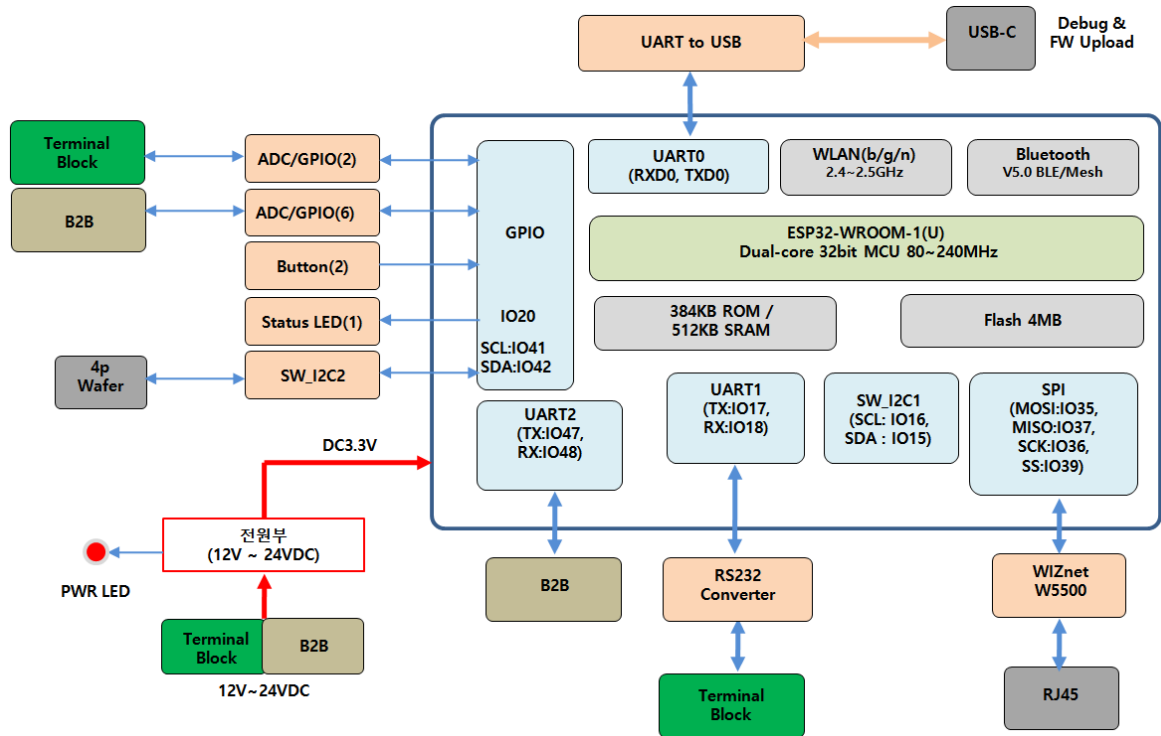 UART to USB
USB-C
Debug &
FW Upload
Terminal
Block
B2B
ADC/GPIO(2)
ADC/GPIO(6)
Button(2)
Status LED(1)
SW_I2C2
4p
Wafer
GPIO
IO20
SCL:IO41
SDA:IO42
UART0
(RXD0, TXD0)
WLAN(b/g/n)
2.4~2.5GHz
Bluetooth
V5.0 BLE/Mesh
ESP32-WROOM-1(U)
Dual-core 32bit MCU 80~240MHz
384KB ROM /
512KB SRAM
Flash 4MB
UART2
(TX:IO47,
RX:IO48)
UART1
(TX:IO17,
RX:IO18)
SW_I2C1
(SCL: IO16,
SDA : IO15)
SPI
(MOSI:IO35,
MISO:IO37,
SCK:IO36,
SS:IO39)
DC3.3V
전원부
(12V ~ 24VDC)
PWR LED
Terminal
Block
B2B
12V~24VDC
B2B
RS232
Converter
Terminal
Block
WIZnet
W5500
RJ45